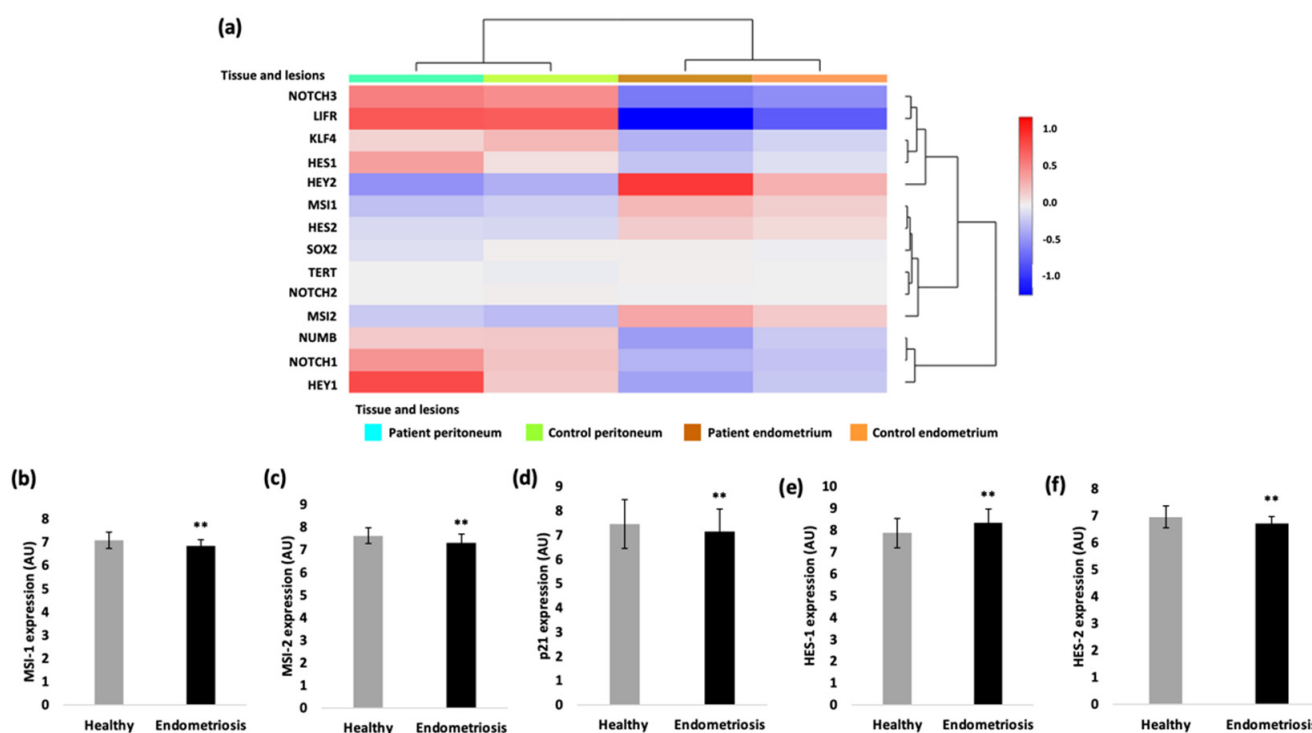 (a)
Tissue and lesions
NOTCH3
LIFR
KLF4
HES1
HEY2
MSI1
HES2
SOX2
TERT
NOTCH2
MSI2
NUMB
NOTCH1
HEY1
1.0
0.5
0.0
-0.5
-1.0
Tissue and lesions
Patient peritoneum Control peritoneum Patient endometrium Control endometrium
(b)
MSI-1 expression (AU)
8
7
6
5
4
3
2
1
0
**
Healthy Endometriosis
(c)
MSI-2 expression (AU)
9
8
7
6
5
4
3
2
1
0
**
Healthy Endometriosis
(d)
p21 expression (AU)
9
8
7
6
5
4
3
2
1
0
**
Healthy Endometriosis
(e)
HES-1 expression (AU)
10
9
8
7
6
5
4
3
2
1
0
**
Healthy Endometriosis
(f)
HES-2 expression (AU)
8
7
6
5
4
3
2
1
0
**
Healthy Endometriosis